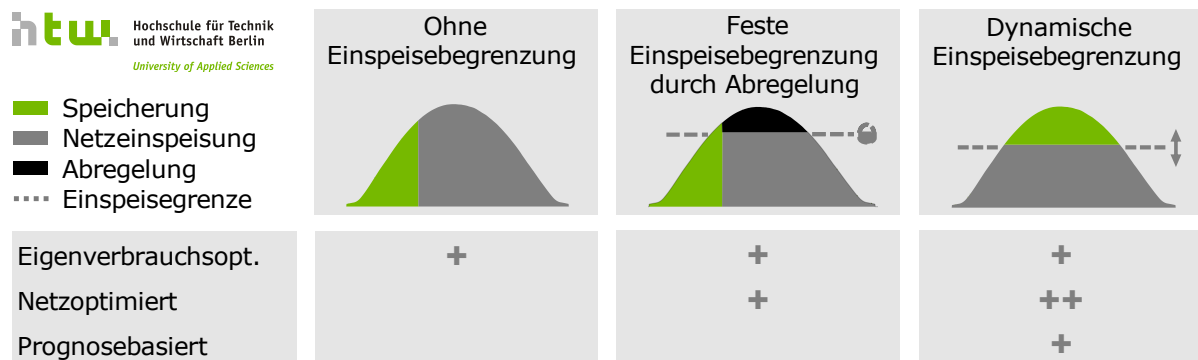 htw.
Hochschule für Technik
und Wirtschaft Berlin
University of Applied Sciences
Speicherung
Netzeinspeisung
Abregelung
Einspeisegrenze
Ohne
Einspeisebegrenzung
Feste
Einspeisebegrenzung
durch Abregelung
Dynamische
Einspeisebegrenzung
Eigenverbrauchsopt. + + +
Netzoptimiert + ++
Prognosebasiert +